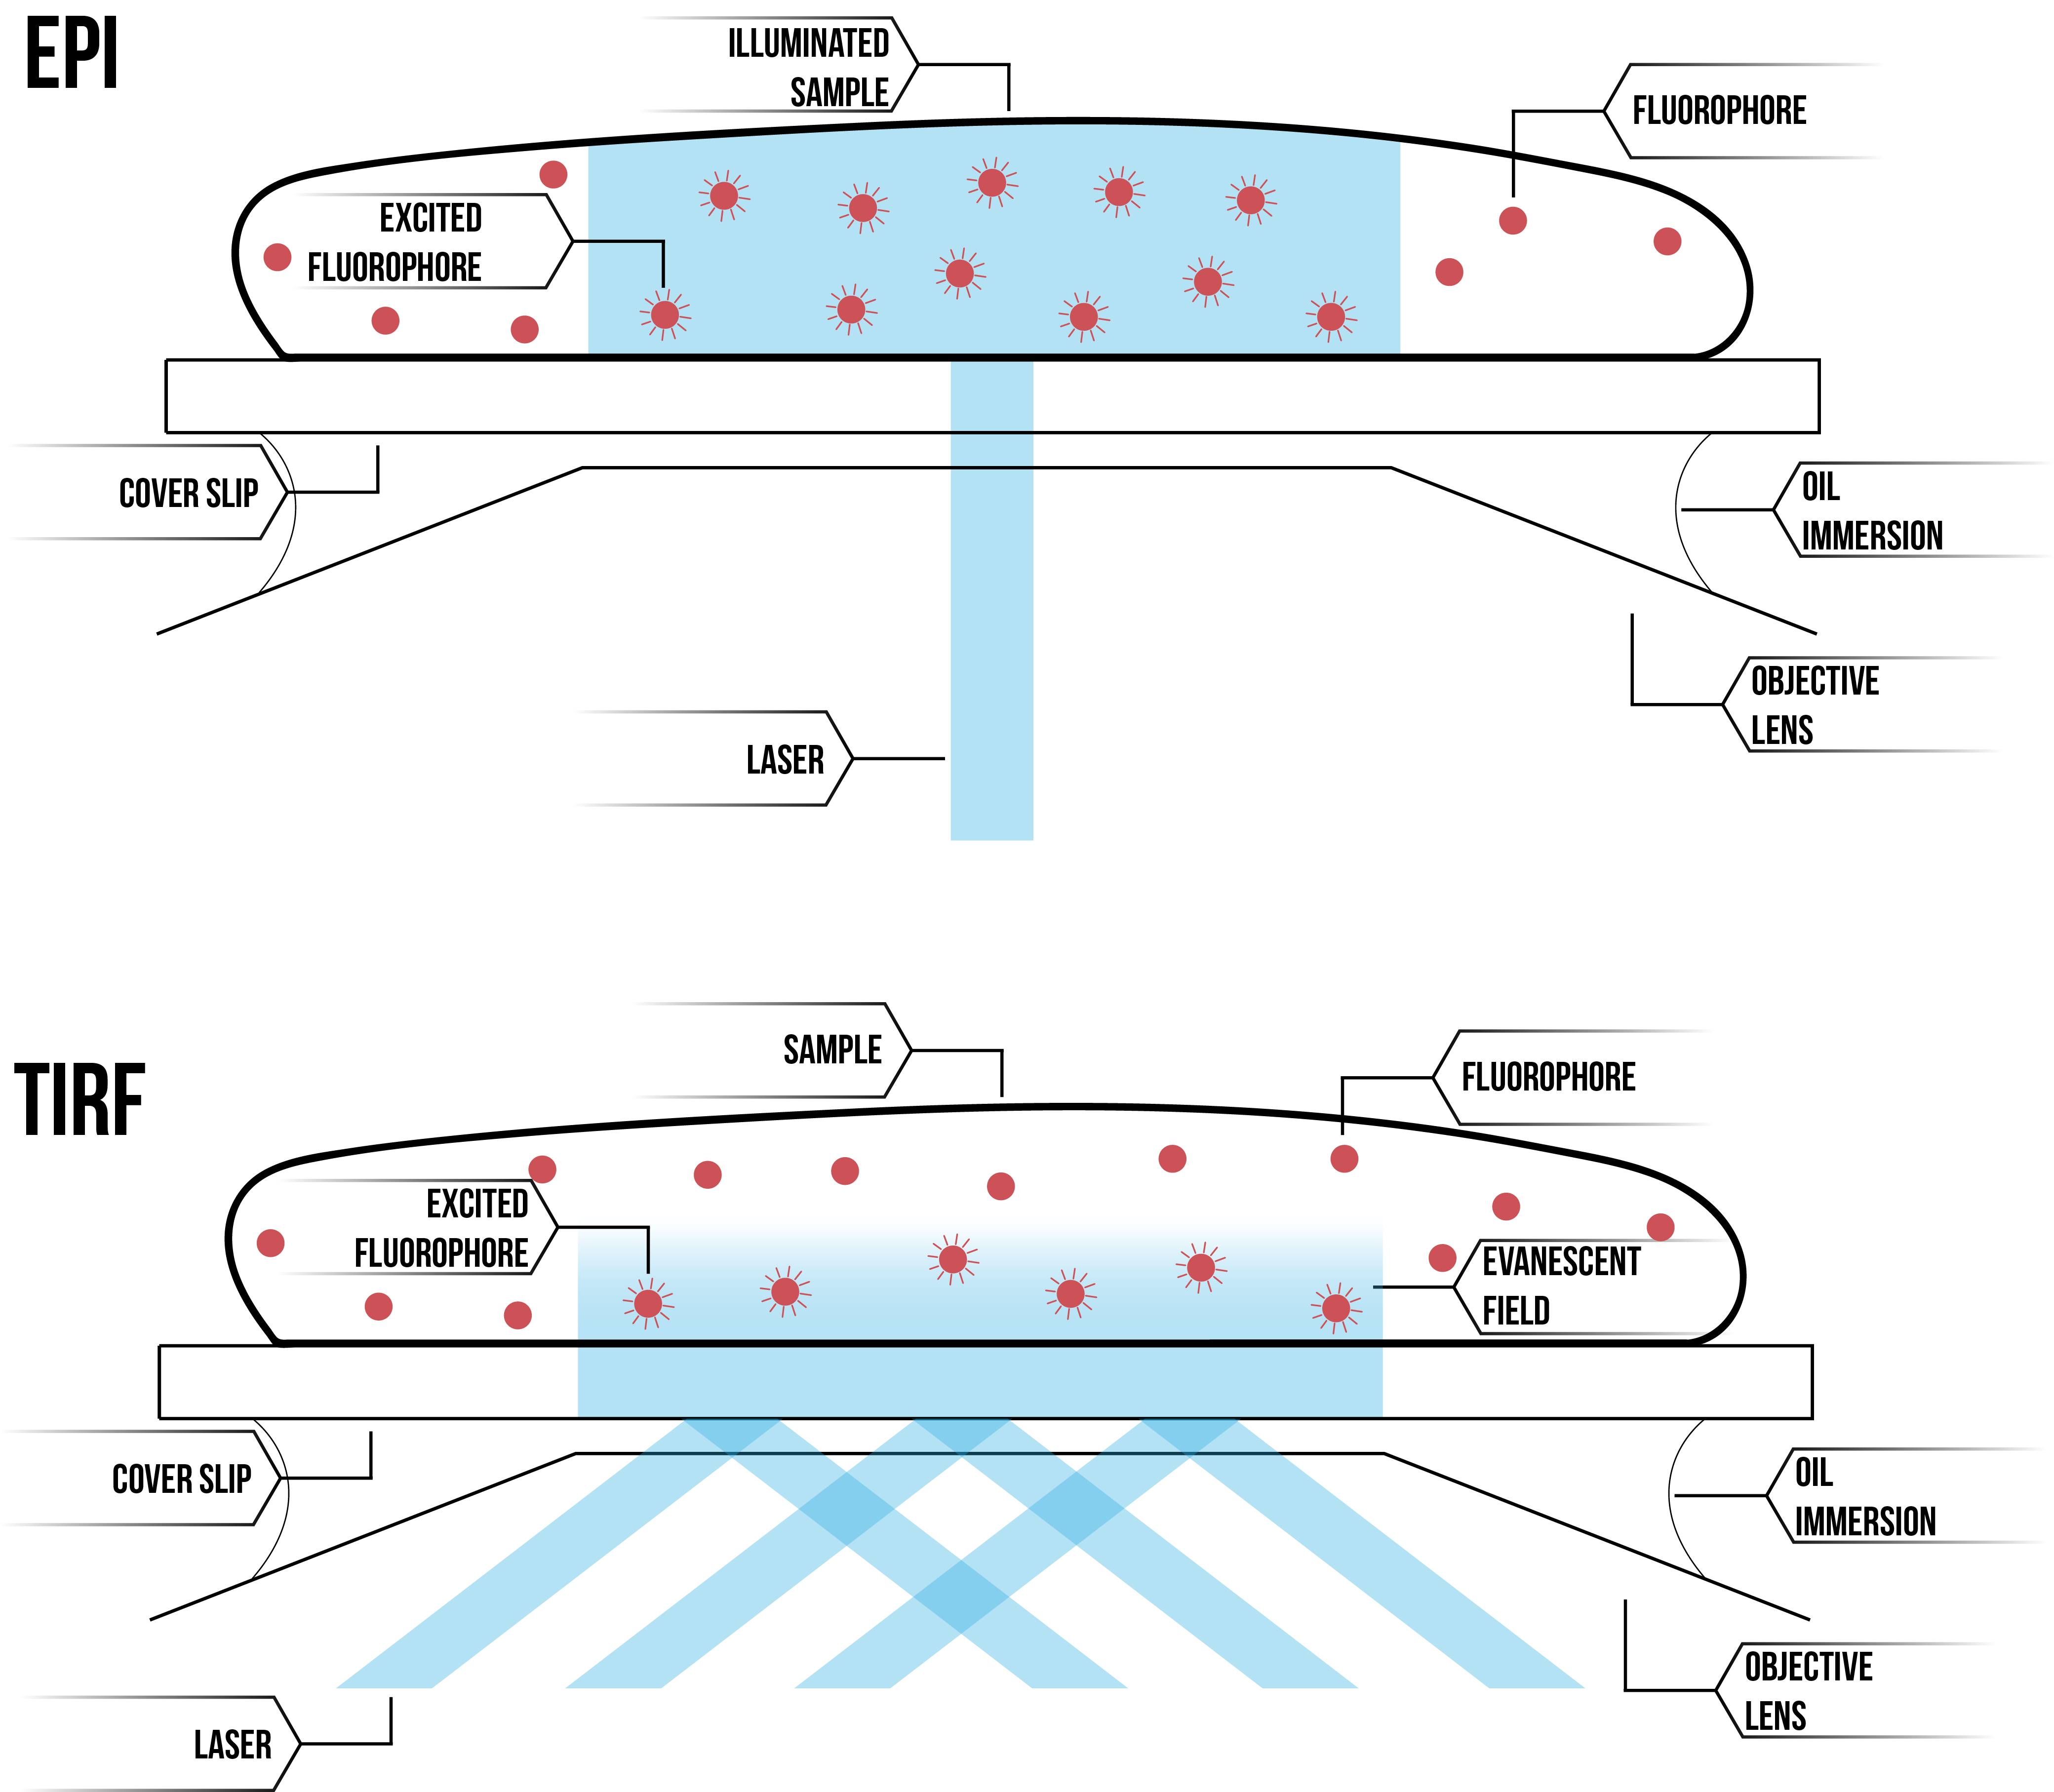 EPI
ILLUMINATED
SAMPLE
FLUOROPHORE
EXCITED
FLUOROPHORE
COVER SLIP
OIL
IMMERSION
OBJECTIVE
LENS
LASER
TIRF
SAMPLE
FLUOROPHORE
EXCITED
FLUOROPHORE
EVANESCENT
FIELD
COVER SLIP
OIL
IMMERSION
OBJECTIVE
LENS
LASER